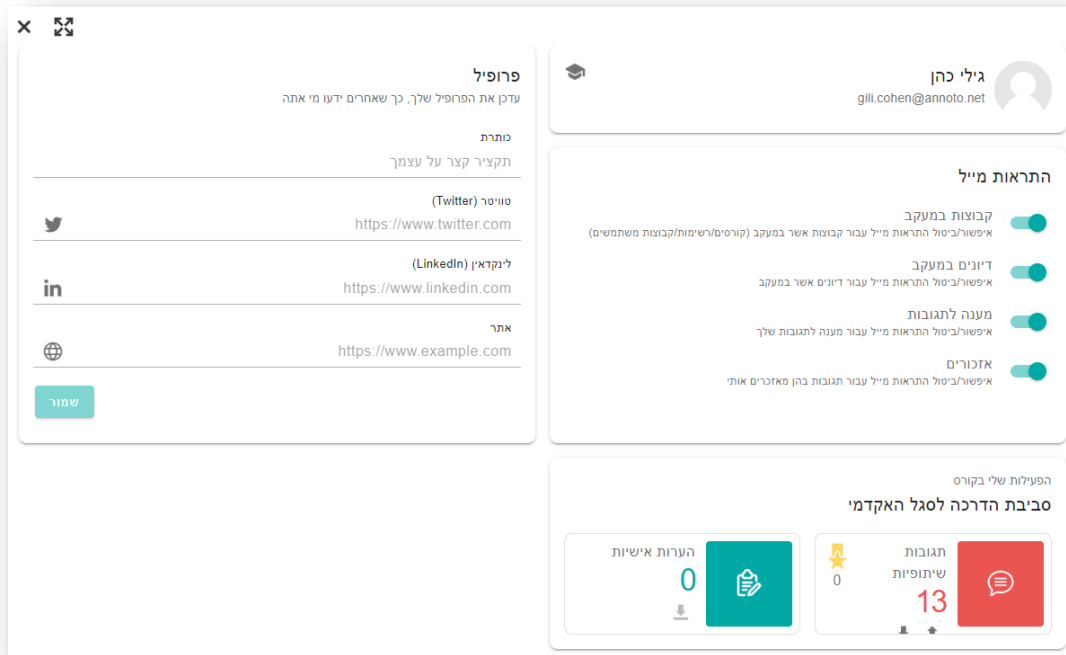 גילי כהן
gili.cohen@annoto.net
התראות מייל
קבוצות במעקב
איפשור/ביטול התראות מייל עבור קבוצות אשר במעקב (קורסים/רשימות/קבוצות משתמשים)
דיונים במעקב
איפשור/ביטול התראות מייל עבור דיונים אשר במעקב
מענה לתגובות
איפשור/ביטול התראות מייל עבור מענה לתגובות שלך
אזכורים
איפשור/ביטול התראות מייל עבור תגובות בהן מאזכרים אותי
פרופיל
עדכן את הפרופיל שלך, כך שאחרים ידעו מי אתה
כותרת
תקציר קצר על עצמך
טוויטר (Twitter)
https://www.twitter.com
לינקדאין (LinkedIn)
https://www.linkedin.com
in
אתר
https://www.example.com
שמור
הפעילות שלי בקורס
סביבת הדרכה לסגל האקדמי
תגובות
שיתופיות
13
0
הערות אישיות
0